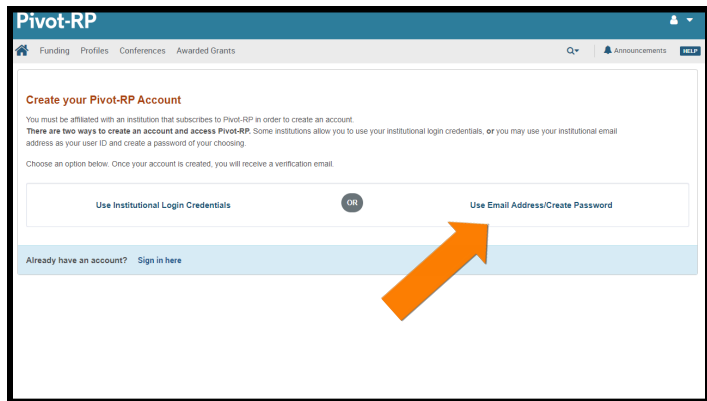 Pivot-RP
Funding Profiles Conferences Awarded Grants Announcements HELP
Create your Pivot-RP Account
You must be affiliated with an institution that subscribes to Pivot-RP in order to create an account.
There are two ways to create an account and access Pivot-RP. Some institutions allow you to use your institutional login credentials, or you may use your institutional email
address as your user ID and create a password of your choosing.
Choose an option below. Once your account is created, you will receive a verification email.
Use Institutional Login Credentials OR Use Email Address/Create Password
Already have an account? Sign in here